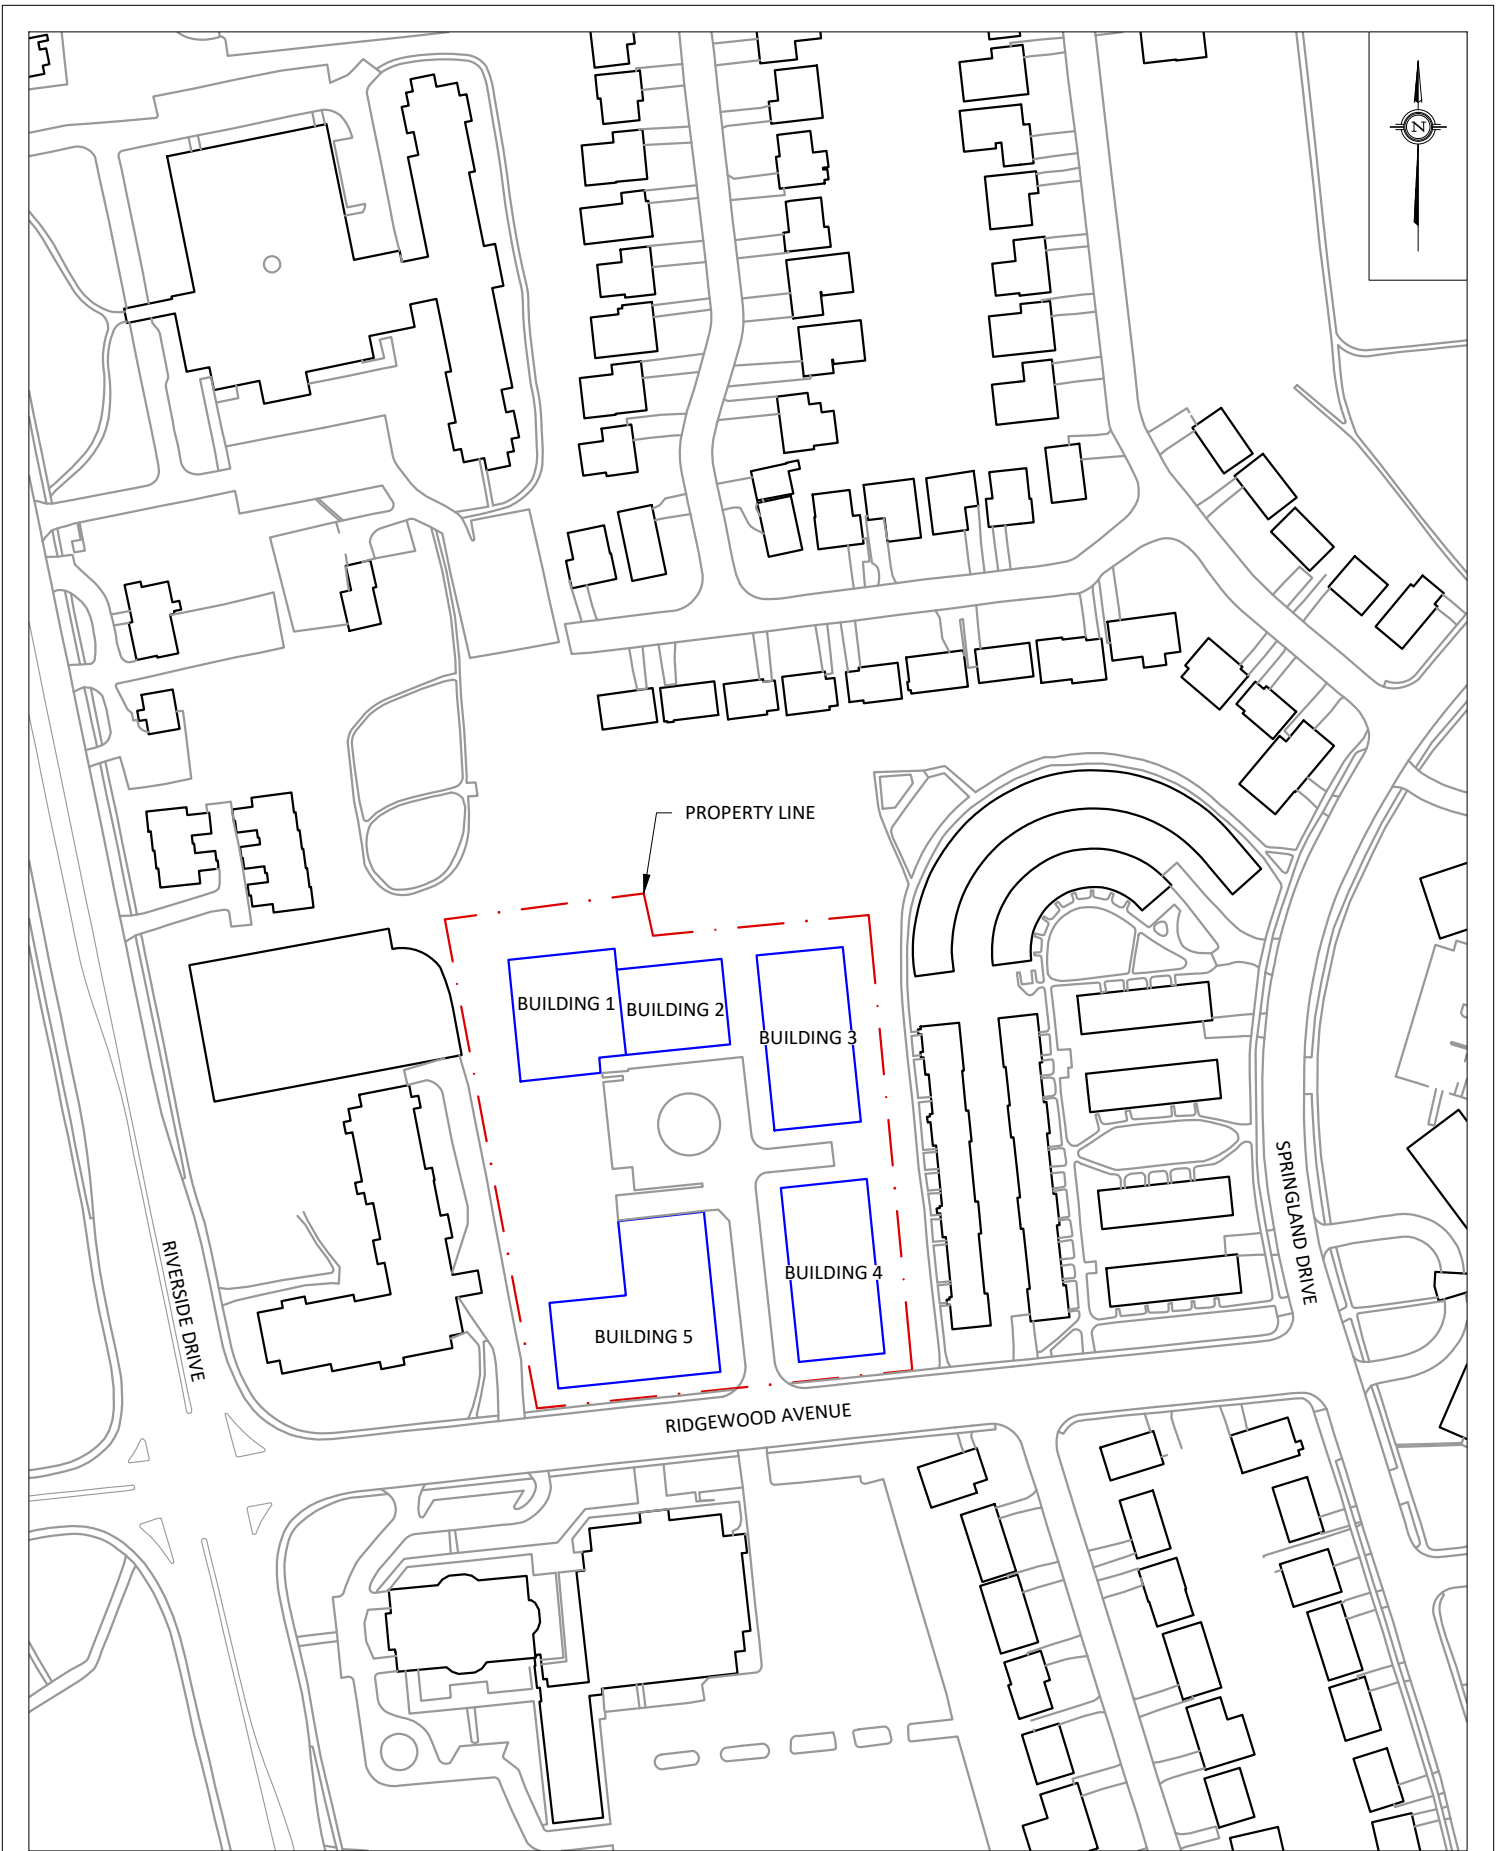 N
PROPERTY LINE
BUILDING 1
BUILDING 2
BUILDING 3
BUILDING 4
BUILDING 5
SPRINGLAND DRIVE
RIVERSIDE DRIVE
RIDGEWOOD AVENUE